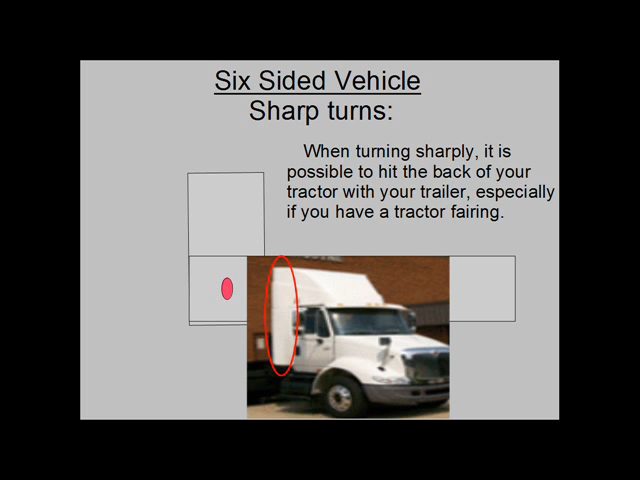 Six Sided Vehicle
Sharp turns:
When turning sharply, it is
possible to hit the back of your
tractor with your trailer, especially
if you have a tractor fairing.